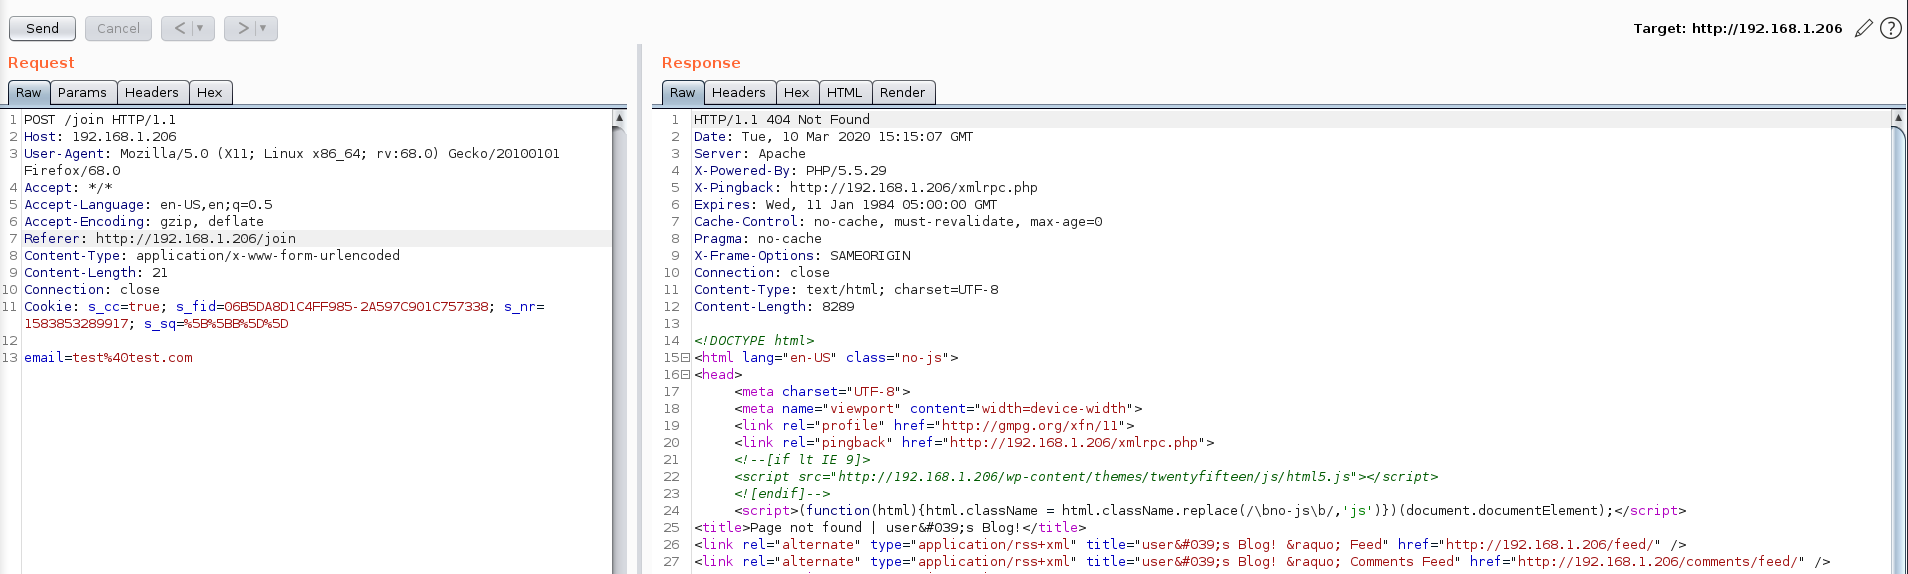 Send Cancel < ▼ > ▼ Target: http://192.168.1.206 ?
Request
Raw Params Headers Hex
1 POST /join HTTP/1.1
2 Host: 192.168.1.206
3 User-Agent: Mozilla/5.0 (X11; Linux x86_64; rv:68.0) Gecko/20100101
Firefox/68.0
4 Accept: */*
5 Accept-Language: en-US,en;q=0.5
6 Accept-Encoding: gzip, deflate
7 Referer: http://192.168.1.206/join
8 Content-Type: application/x-www-form-urlencoded
9 Content-Length: 21
10 Connection: close
11 Cookie: s_cc=true; s_fid=06B5DA8D1C4FF985-2A597C901C757338; s_nr=
1583853289917; s_sq=%5B%5BB%5D%5D
12
13 email=test%40test.com
Response
Raw Headers Hex HTML Render
1 HTTP/1.1 404 Not Found
2 Date: Tue, 10 Mar 2020 15:15:07 GMT
3 Server: Apache
4 X-Powered-By: PHP/5.5.29
5 X-Pingback: http://192.168.1.206/xmlrpc.php
6 Expires: Wed, 11 Jan 1984 05:00:00 GMT
7 Cache-Control: no-cache, must-revalidate, max-age=0
8 Pragma: no-cache
9 X-Frame-Options: SAMEORIGIN
10 Connection: close
11 Content-Type: text/html; charset=UTF-8
12 Content-Length: 8289
13
14 <!DOCTYPE html>
15 <html lang="en-US" class="no-js">
16 <head>
17 <meta charset="UTF-8">
18 <meta name="viewport" content="width=device-width">
19 <link rel="profile" href="http://gmpg.org/xfn/11">
20 <link rel="pingback" href="http://192.168.1.206/xmlrpc.php">
21 <!--[if lt IE 9]>
22 <script src="http://192.168.1.206/wp-content/themes/twentyfifteen/js/html5.js"></script>
23 <![endif]-->
24 <script>(function(html){html.className = html.className.replace(/\bno-js\b/,'js')})(document.documentElement);</script>
25 <title>Page not found | user&#039;s Blog!</title>
26 <link rel="alternate" type="application/rss+xml" title="user&#039;s Blog! &raquo; Feed" href="http://192.168.1.206/feed/" />
27 <link rel="alternate" type="application/rss+xml" title="user&#039;s Blog! &raquo; Comments Feed" href="http://192.168.1.206/comments/feed/" />